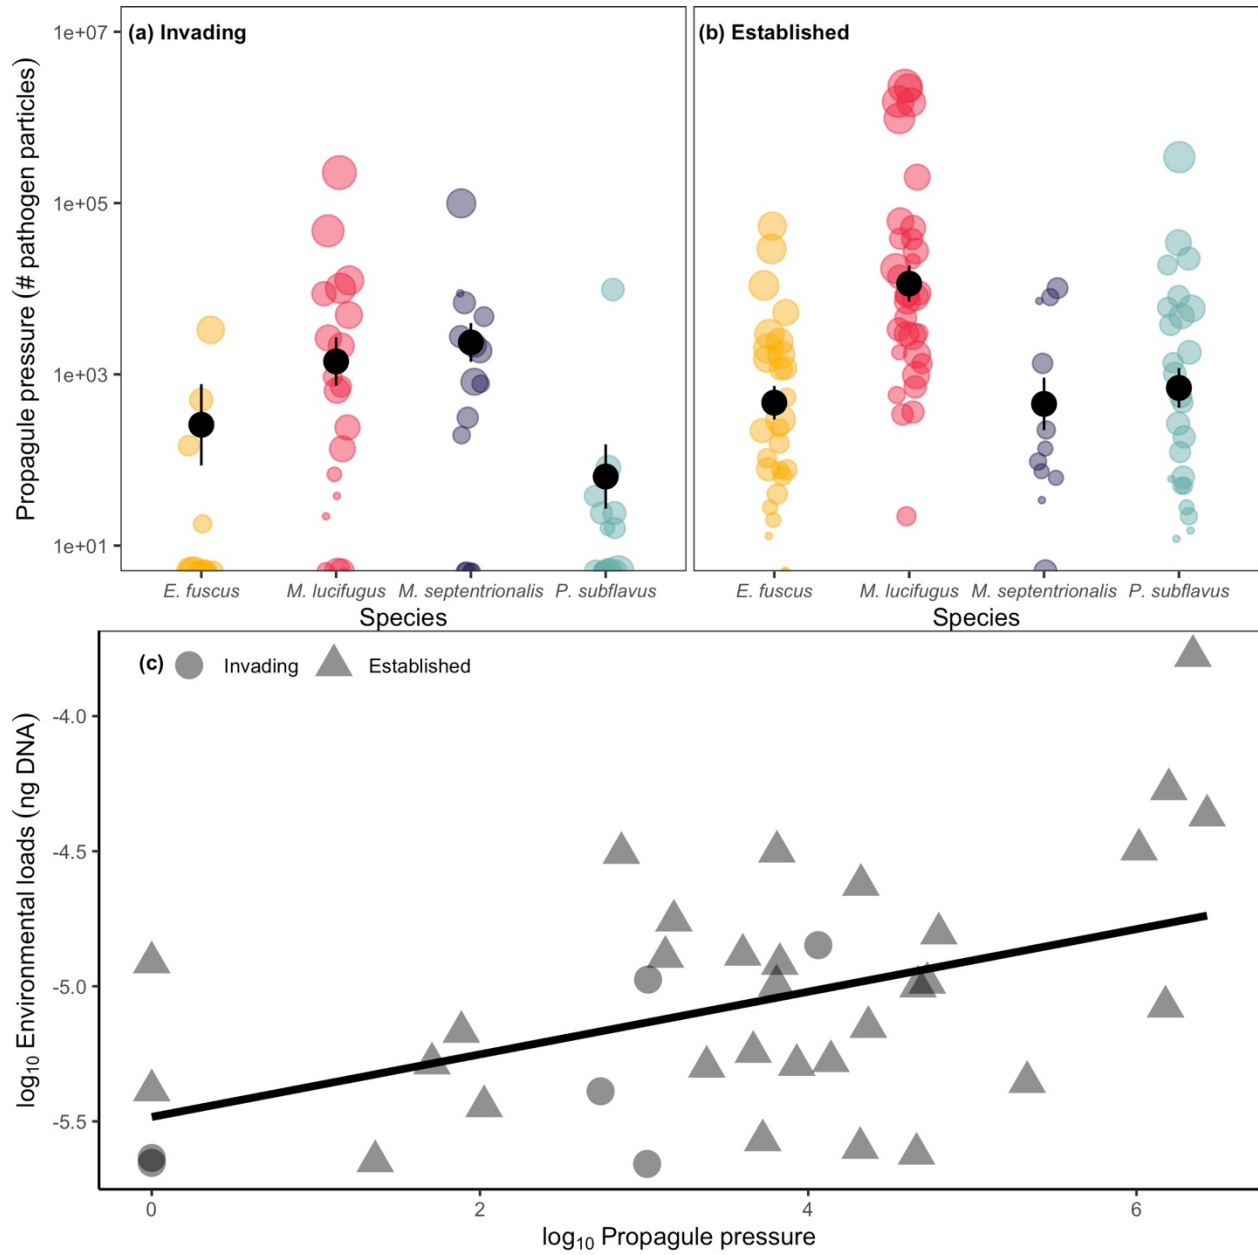 (a) Invading
(b) Established
Propagule pressure (# pathogen particles)
1e+07
1e+05
1e+03
1e+01
E. fuscus M. lucifugus M. septentrionalis P. subflavus
E. fuscus M. lucifugus M. septentrionalis P. subflavus
Species
Species
(c) Invading Established
log₁₀ Environmental loads (ng DNA)
-4.0
-4.5
-5.0
-5.5
0 2 4 6
log₁₀ Propagule pressure